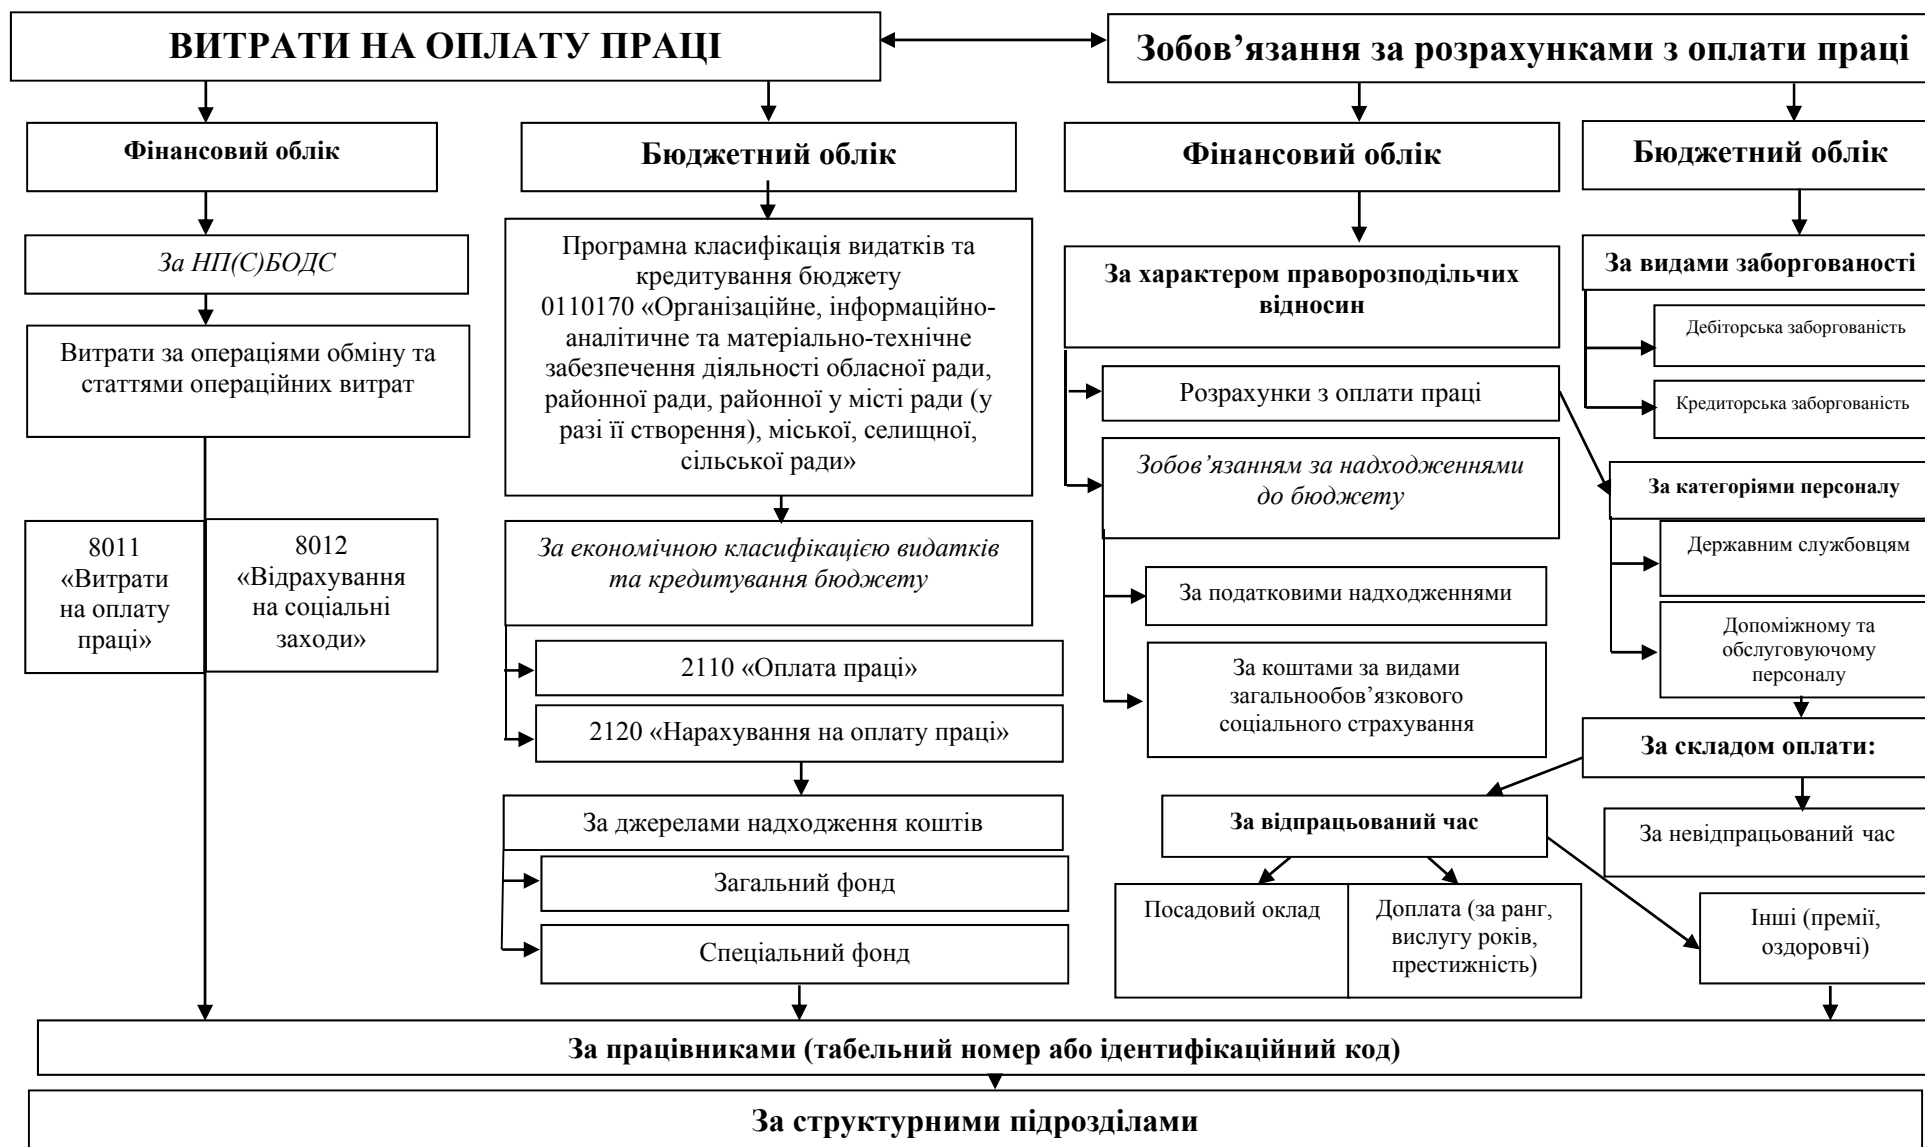 ВИТРАТИ НА ОПЛАТУ ПРАЦІ
Зобов’язання за розрахунками з оплати праці
Фінансовий облік
Бюджетний облік
Фінансовий облік
Бюджетний облік
За НП(С)БОДС
Витрати за операціями обміну та
статтями операційних витрат
8011
«Витрати
на оплату
праці»
8012
«Відрахування
на соціальні
заходи»
Програмна класифікація видатків та
кредитування бюджету
0110170 «Організаційне, інформаційно-
аналітичне та матеріально-технічне
забезпечення діяльності обласної ради,
районної ради, районної у місті ради (у
разі її створення), міської, селищної,
сільської ради»
За економічною класифікацією видатків
та кредитування бюджету
2110 «Оплата праці»
2120 «Нарахування на оплату праці»
За джерелами надходження коштів
Загальний фонд
Спеціальний фонд
За характером праворозподільчих
відносин
Розрахунки з оплати праці
Зобов’язанням за надходженнями
до бюджету
За податковими надходженнями
За коштами за видами
загальнообов’язкового
соціального страхування
За видами заборгованості
Дебіторська заборгованість
Кредиторська заборгованість
За категоріями персоналу
Державним службовцям
Допоміжному та
обслуговуючому
персоналу
За складом оплати:
За відпрацьований час
За невідпрацьований час
Посадовий оклад
Доплата (за ранг,
вислугу років,
престижність)
Інші (премії,
оздоровчі)
За працівниками (табельний номер або ідентифікаційний код)
За структурними підрозділами